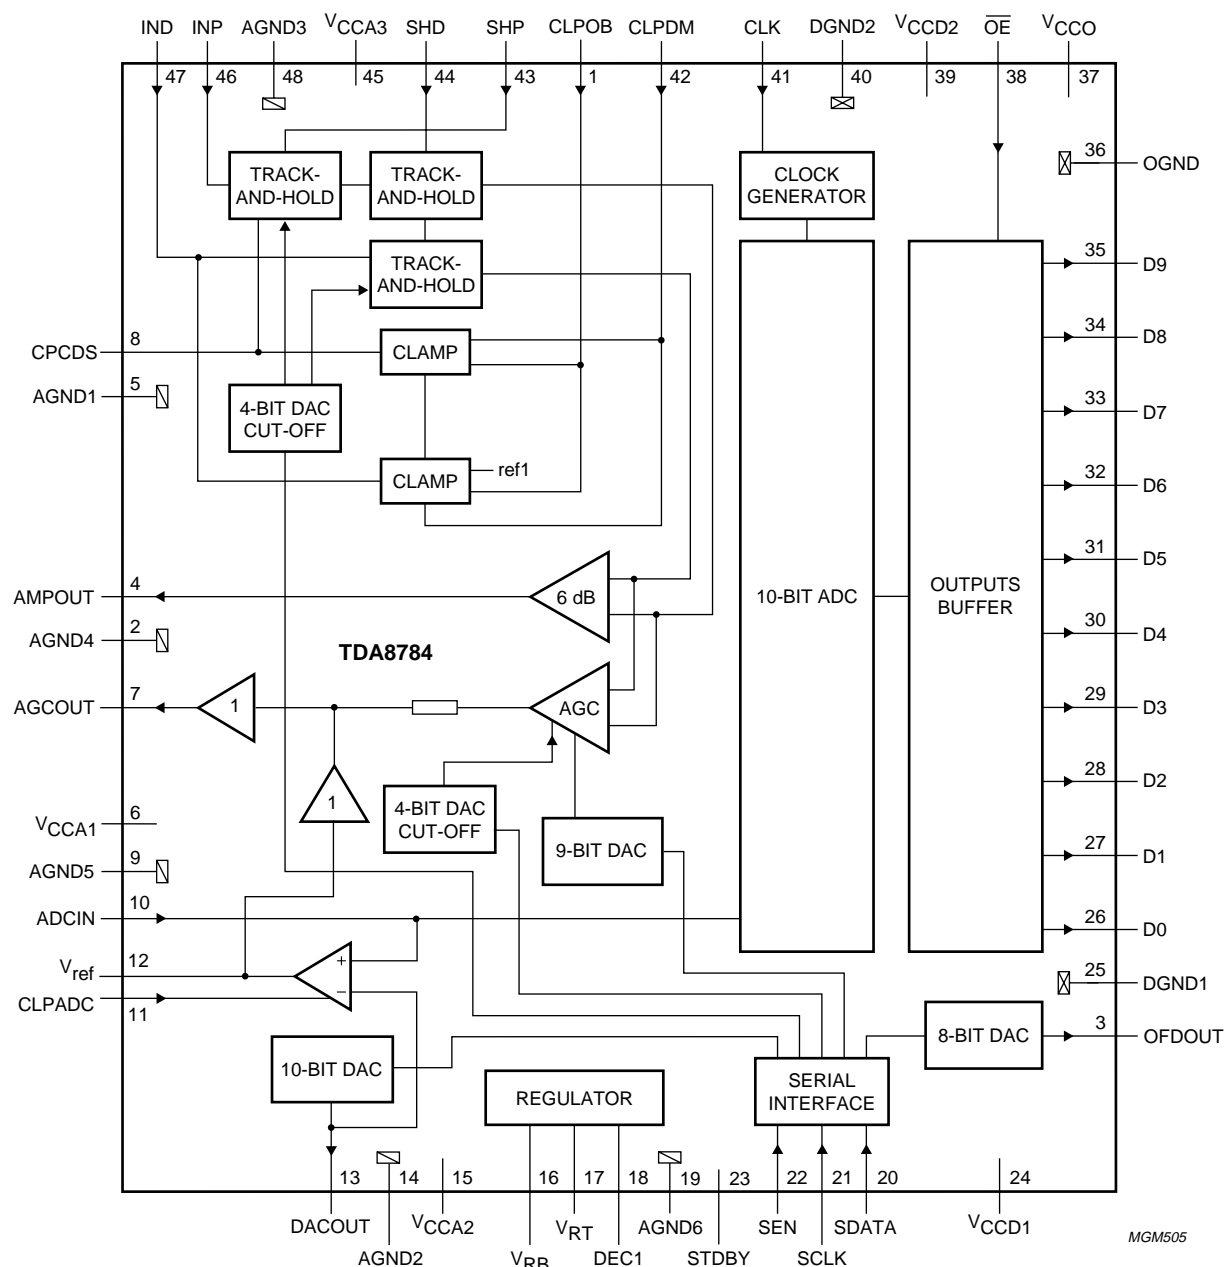 IND INP AGND3 VCCA3 SHD SHP CLPOB CLPDM CLK DGND2 VCCD2 OE VCCO
47 46 48 45 44 43 1 42 41 40 39 38 37
36 OGND
TRACK-
AND-HOLD
TRACK-
AND-HOLD
CLOCK
GENERATOR
TRACK-
AND-HOLD
35 D9
34 D8
CPCDS 8
CLAMP
AGND1 5
4-BIT DAC
CUT-OFF
33 D7
CLAMP
ref1
32 D6
31 D5
AMPOUT 4
6 dB
10-BIT ADC
OUTPUTS
BUFFER
AGND4 2
30 D4
TDA8784
AGCOUT 7
1
AGC
29 D3
28 D2
1
4-BIT DAC
CUT-OFF
VCCA1 6
9-BIT DAC
27 D1
AGND5 9
ADCIN 10
26 D0
Vref 12
+
−
25 DGND1
CLPADC 11
10-BIT DAC
8-BIT DAC
3 OFDOUT
REGULATOR
SERIAL
INTERFACE
13 14 15 16 17 18 19 23 22 21 20 24
DACOUT AGND2 VCCA2 VRB VRT DEC1 AGND6 STDBY SEN SCLK SDATA VCCD1
MGM505